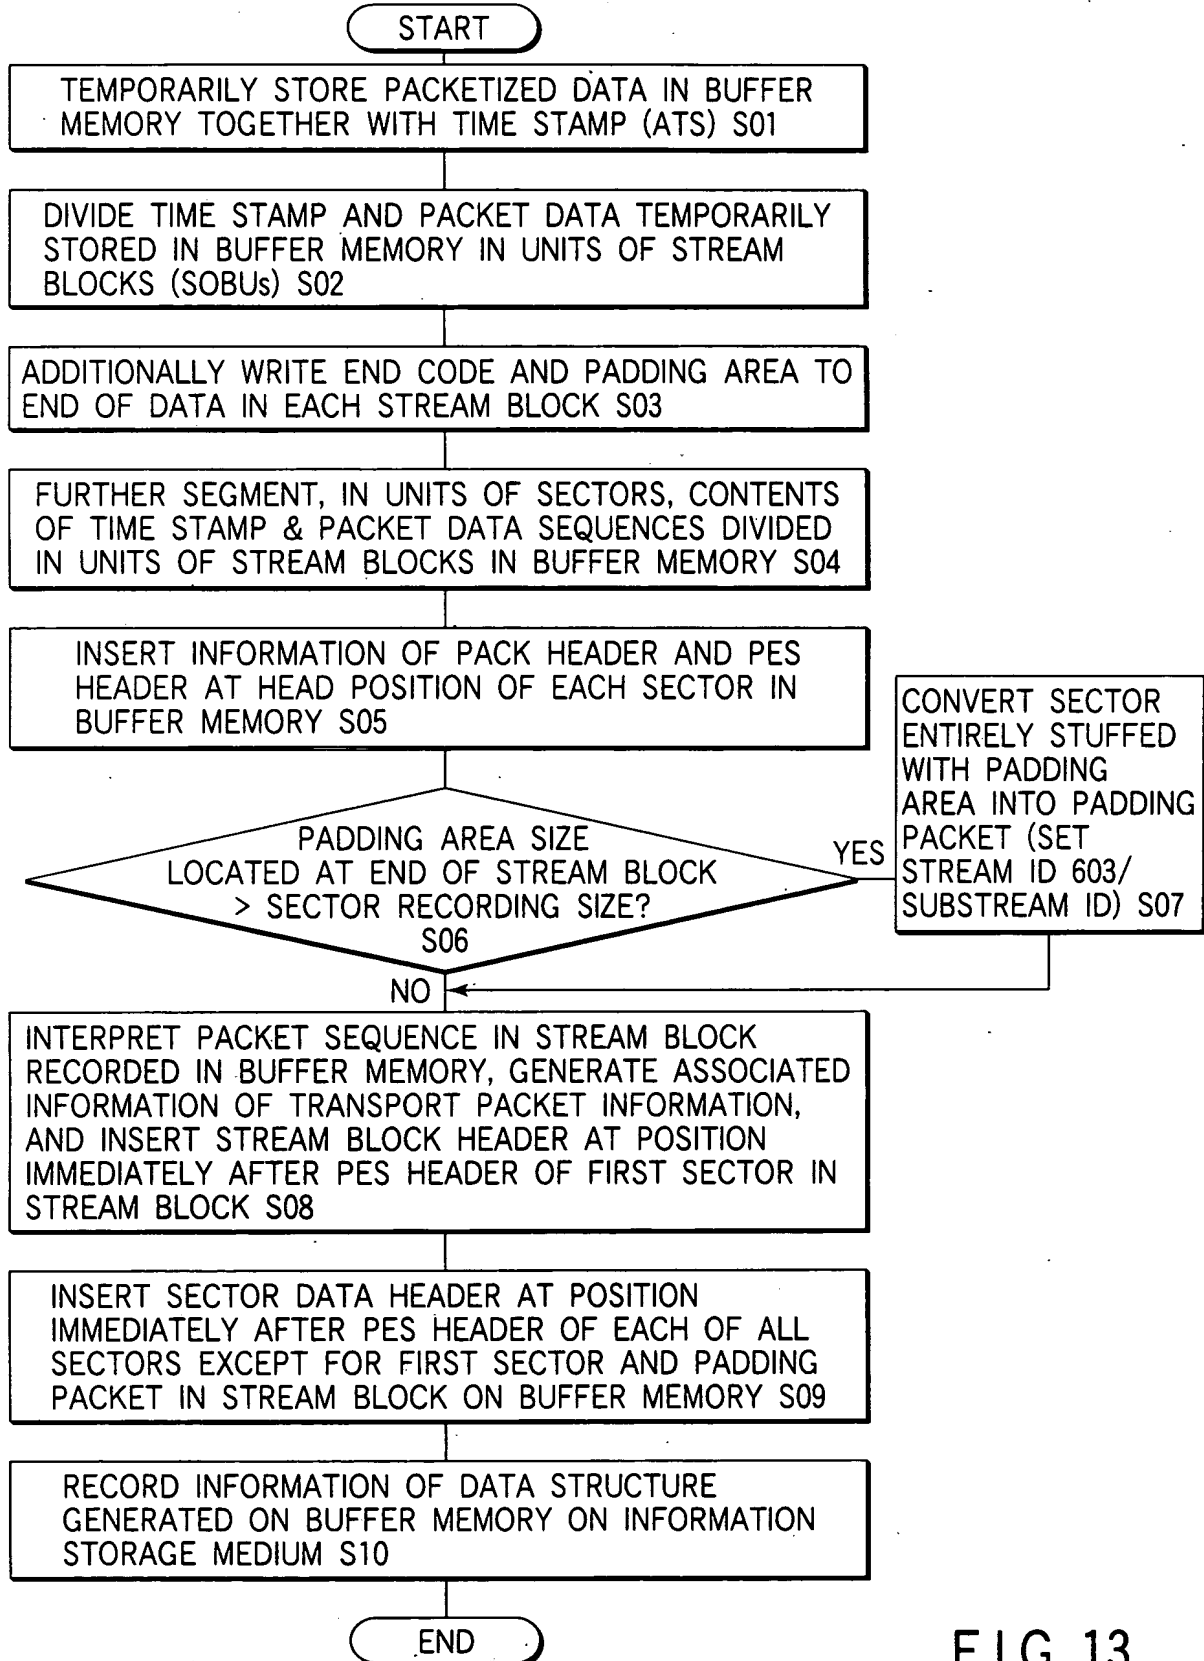 START
TEMPORARILY STORE PACKETIZED DATA IN BUFFER
MEMORY TOGETHER WITH TIME STAMP (ATS) S01
DIVIDE TIME STAMP AND PACKET DATA TEMPORARILY
STORED IN BUFFER MEMORY IN UNITS OF STREAM
BLOCKS (SOBUs) S02
ADDITIONALLY WRITE END CODE AND PADDING AREA TO
END OF DATA IN EACH STREAM BLOCK S03
FURTHER SEGMENT, IN UNITS OF SECTORS, CONTENTS
OF TIME STAMP & PACKET DATA SEQUENCES DIVIDED
IN UNITS OF STREAM BLOCKS IN BUFFER MEMORY S04
INSERT INFORMATION OF PACK HEADER AND PES
HEADER AT HEAD POSITION OF EACH SECTOR IN
BUFFER MEMORY S05
PADDING AREA SIZE
LOCATED AT END OF STREAM BLOCK
> SECTOR RECORDING SIZE?
S06
YES
CONVERT SECTOR
ENTIRELY STUFFED
WITH PADDING
AREA INTO PADDING
PACKET (SET
STREAM ID 603/
SUBSTREAM ID) S07
NO
INTERPRET PACKET SEQUENCE IN STREAM BLOCK
RECORDED IN BUFFER MEMORY, GENERATE ASSOCIATED
INFORMATION OF TRANSPORT PACKET INFORMATION,
AND INSERT STREAM BLOCK HEADER AT POSITION
IMMEDIATELY AFTER PES HEADER OF FIRST SECTOR IN
STREAM BLOCK S08
INSERT SECTOR DATA HEADER AT POSITION
IMMEDIATELY AFTER PES HEADER OF EACH OF ALL
SECTORS EXCEPT FOR FIRST SECTOR AND PADDING
PACKET IN STREAM BLOCK ON BUFFER MEMORY S09
RECORD INFORMATION OF DATA STRUCTURE
GENERATED ON BUFFER MEMORY ON INFORMATION
STORAGE MEDIUM S10
END
FIG. 13